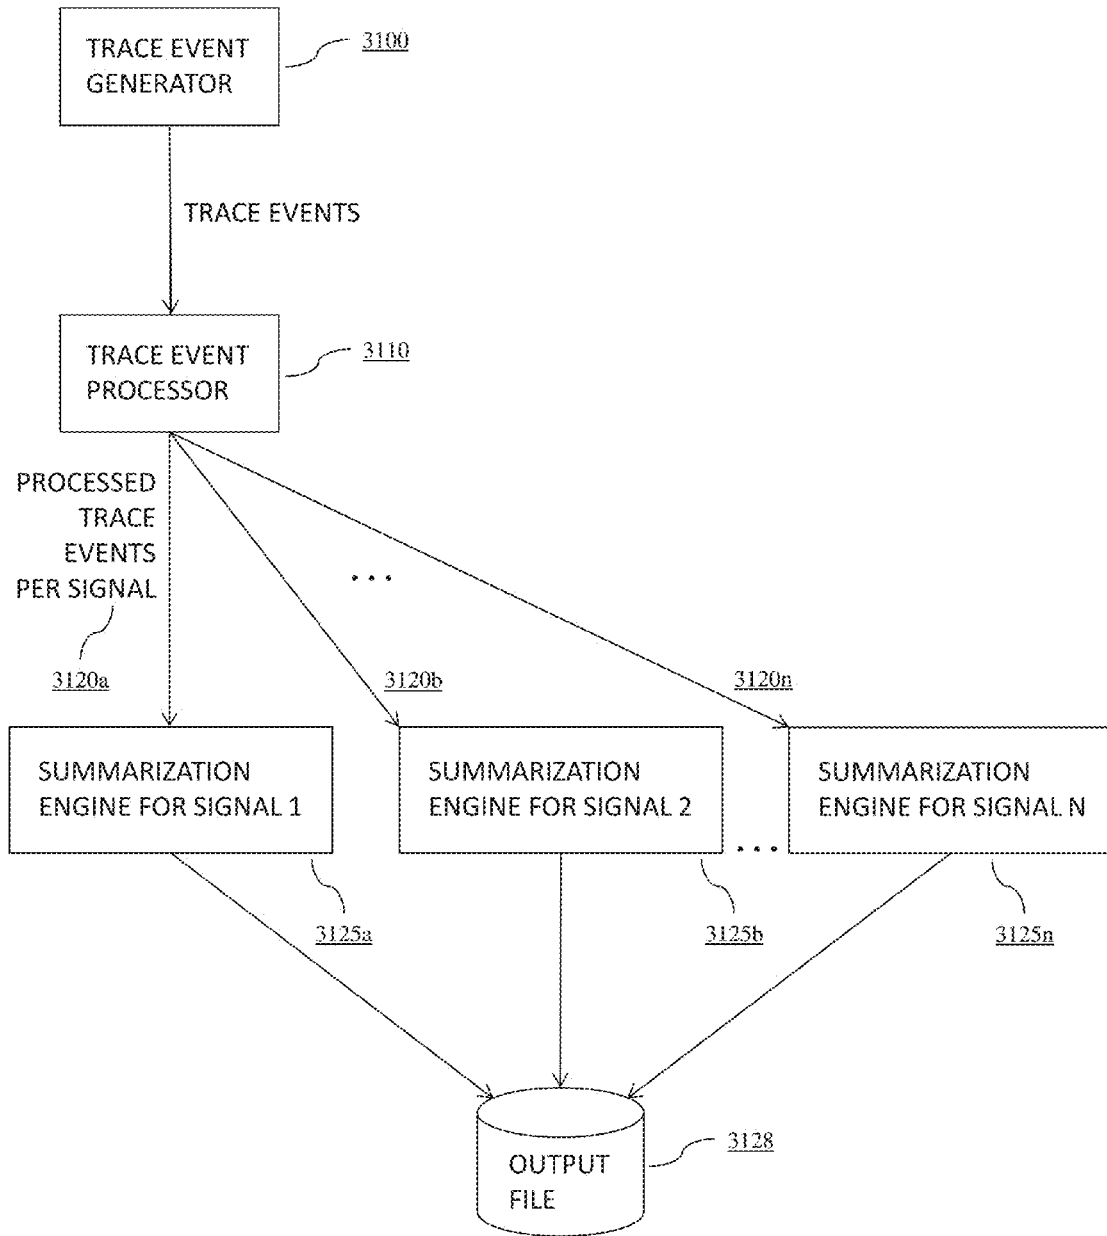 TRACE EVENT
GENERATOR
3100
TRACE EVENTS
TRACE EVENT
PROCESSOR
3110
PROCESSED
TRACE
EVENTS
PER SIGNAL
...
3120a
3120b
3120n
SUMMARIZATION
ENGINE FOR SIGNAL 1
SUMMARIZATION
ENGINE FOR SIGNAL 2
...
SUMMARIZATION
ENGINE FOR SIGNAL N
3125a
3125b
3125n
OUTPUT
FILE
3128